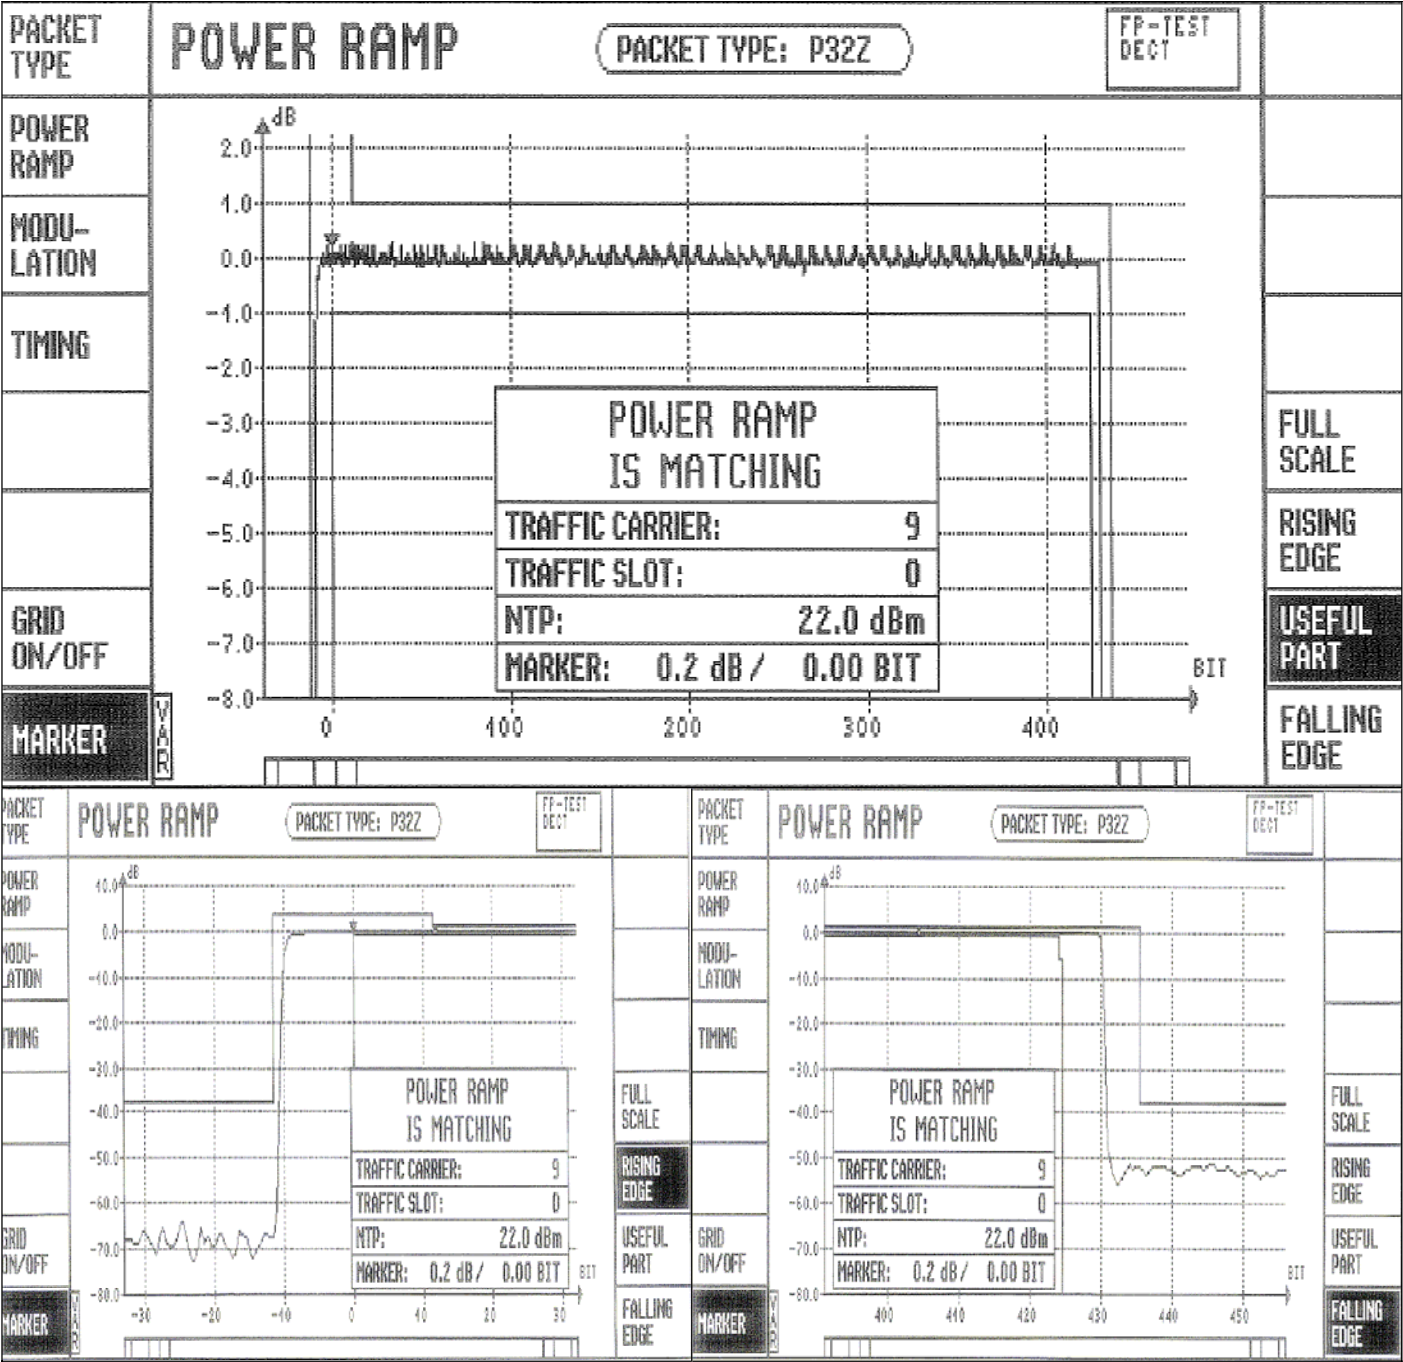 PACKET
TYPE
POWER RAMP
PACKET TYPE: P32Z
FP-TEST
DECT
POWER
RAMP
MODU-
LATION
TIMING
GRID
ON/OFF
MARKER
VAR
dB
2.0
1.0
0.0
-1.0
-2.0
-3.0
-4.0
-5.0
-6.0
-7.0
-8.0
0 100 200 300 400
BIT
POWER RAMP
IS MATCHING
TRAFFIC CARRIER: 9
TRAFFIC SLOT: 0
NTP: 22.0 dBm
MARKER: 0.2 dB / 0.00 BIT
FULL
SCALE
RISING
EDGE
USEFUL
PART
FALLING
EDGE
PACKET
TYPE
POWER RAMP
PACKET TYPE: P32Z
FP-TEST
DECT
POWER
RAMP
MODU-
LATION
TIMING
GRID
ON/OFF
MARKER
VAR
dB
10.0
0.0
-10.0
-20.0
-30.0
-40.0
-50.0
-60.0
-70.0
-80.0
-30 -20 -10 0 10 20 30
BIT
POWER RAMP
IS MATCHING
TRAFFIC CARRIER: 9
TRAFFIC SLOT: 0
NTP: 22.0 dBm
MARKER: 0.2 dB / 0.00 BIT
FULL
SCALE
RISING
EDGE
USEFUL
PART
FALLING
EDGE
PACKET
TYPE
POWER RAMP
PACKET TYPE: P32Z
FP-TEST
DECT
POWER
RAMP
MODU-
LATION
TIMING
GRID
ON/OFF
MARKER
VAR
dB
10.0
0.0
-10.0
-20.0
-30.0
-40.0
-50.0
-60.0
-70.0
-80.0
400 410 420 430 440 450
BIT
POWER RAMP
IS MATCHING
TRAFFIC CARRIER: 9
TRAFFIC SLOT: 0
NTP: 22.0 dBm
MARKER: 0.2 dB / 0.00 BIT
FULL
SCALE
RISING
EDGE
USEFUL
PART
FALLING
EDGE